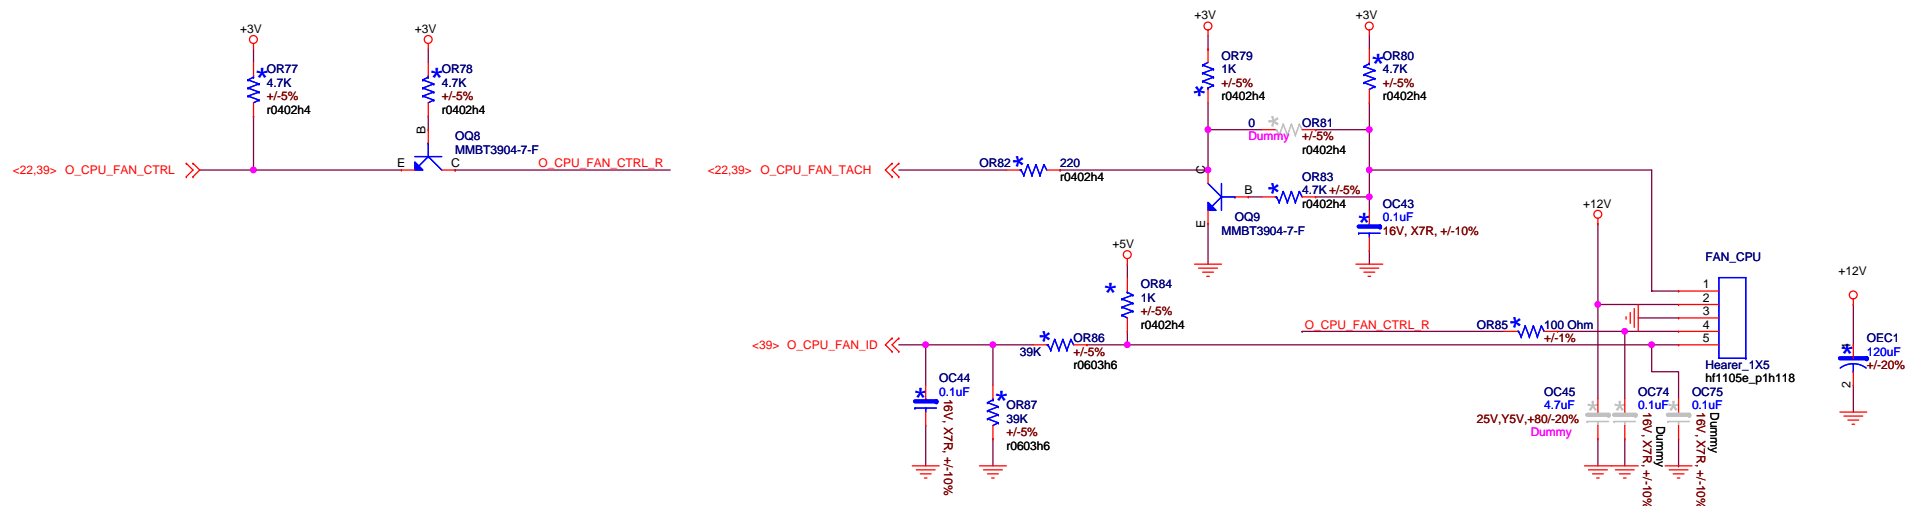 +3V
OR77
4.7K
+/-5%
r0402h4
+3V
OR78
4.7K
+/-5%
r0402h4
B
OQ8
MMBT3904-7-F
<22,39> O_CPU_FAN_CTRL
E
C
O_CPU_FAN_CTRL_R
+3V
OR79
1K
+/-5%
r0402h4
+3V
OR80
4.7K
+/-5%
r0402h4
0
Dummy
OR81
+/-5%
r0402h4
<22,39> O_CPU_FAN_TACH
OR82
220
r0402h4
C
B
E
OQ9
MMBT3904-7-F
OR83
4.7K +/-5%
r0402h4
OC43
0.1uF
16V, X7R, +/-10%
+5V
OR84
1K
+/-5%
r0402h4
<39> O_CPU_FAN_ID
39K
OR86
+/-5%
r0603h6
OC44
0.1uF
16V, X7R, +/-10%
OR87
39K
+/-5%
r0603h6
+12V
O_CPU_FAN_CTRL_R
OR85
100 Ohm
+/-1%
FAN_CPU
1
2
3
4
5
Hearer_1X5
hf1105e_p1h118
OC45
4.7uF
25V,Y5V,+80/-20%
Dummy
OC74
0.1uF
16V, X7R, +/-10%
Dummy
OC75
0.1uF
16V, X7R, +/-10%
Dummy
+12V
1
OEC1
120uF
+/-20%
2